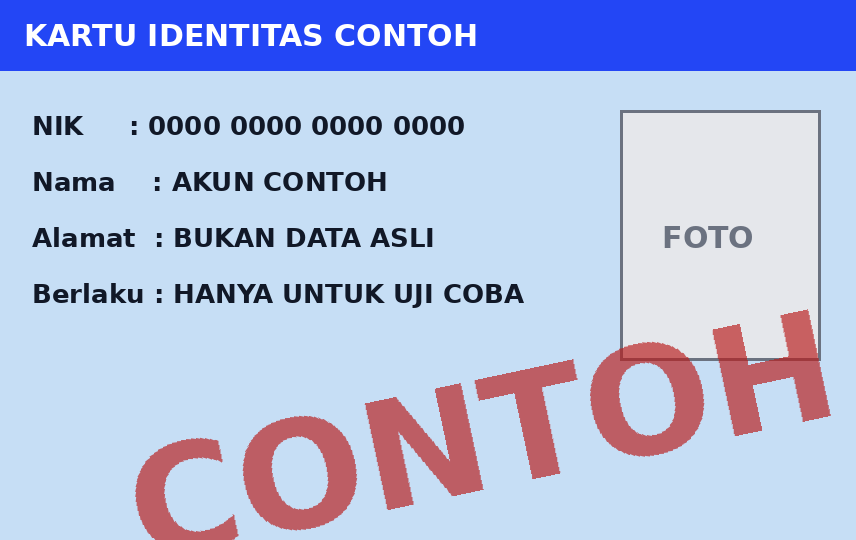 KARTU IDENTITAS CONTOH
NIK : 0000 0000 0000 0000
Nama : AKUN CONTOH
Alamat : BUKAN DATA ASLI
Berlaku : HANYA UNTUK UJI COBA
FOTO
CONTOH